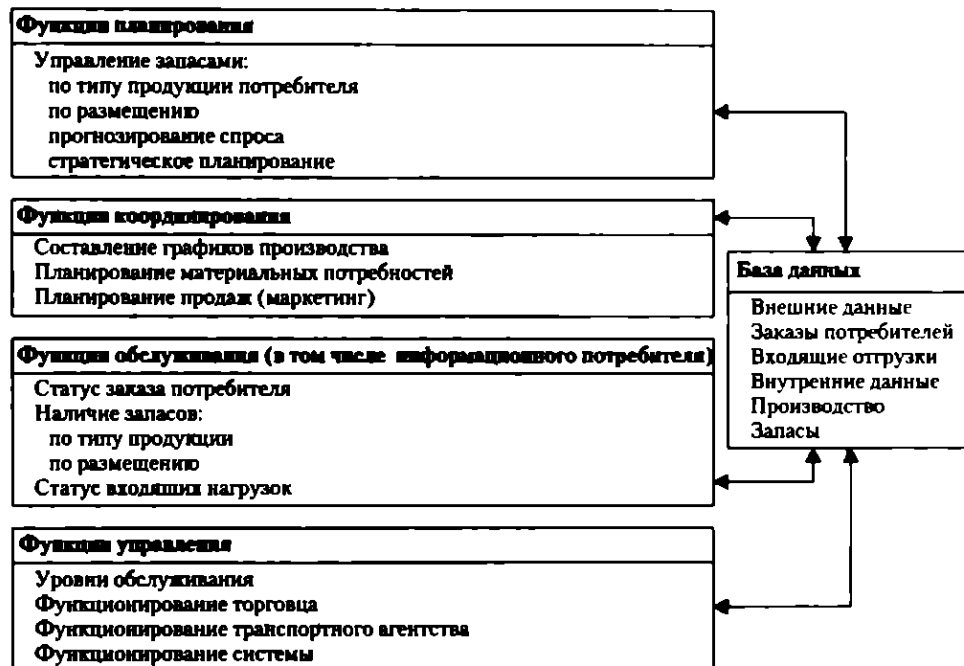 Функции планирования
Управление запасами:
по типу продукции потребителя
по размещению
прогнозирование спроса
стратегическое планирование
Функции координирования
Составление графиков производства
Планирование материальных потребностей
Планирование продаж (маркетинг)
Функции обслуживания (в том числе информационного потребителя)
Статус заказа потребителя
Наличие запасов:
по типу продукции
по размещению
Статус входящих нагрузок
Функции управления
Уровни обслуживания
Функционирование торговца
Функционирование транспортного агентства
Функционирование системы
База данных
Внешние данные
Заказы потребителей
Входящие отгрузки
Внутренние данные
Производство
Запасы